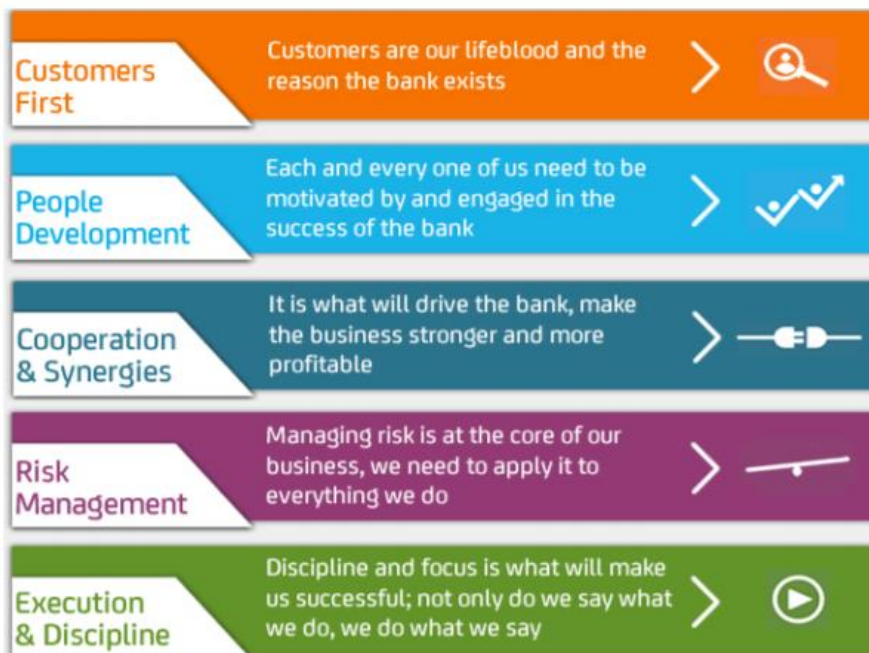 Customers
First
Customers are our lifeblood and the
reason the bank exists
People
Development
Each and every one of us need to be
motivated by and engaged in the
success of the bank
Cooperation
& Synergies
It is what will drive the bank, make
the business stronger and more
profitable
Risk
Management
Managing risk is at the core of our
business, we need to apply it to
everything we do
Execution
& Discipline
Discipline and focus is what will make
us successful; not only do we say what
we do, we do what we say